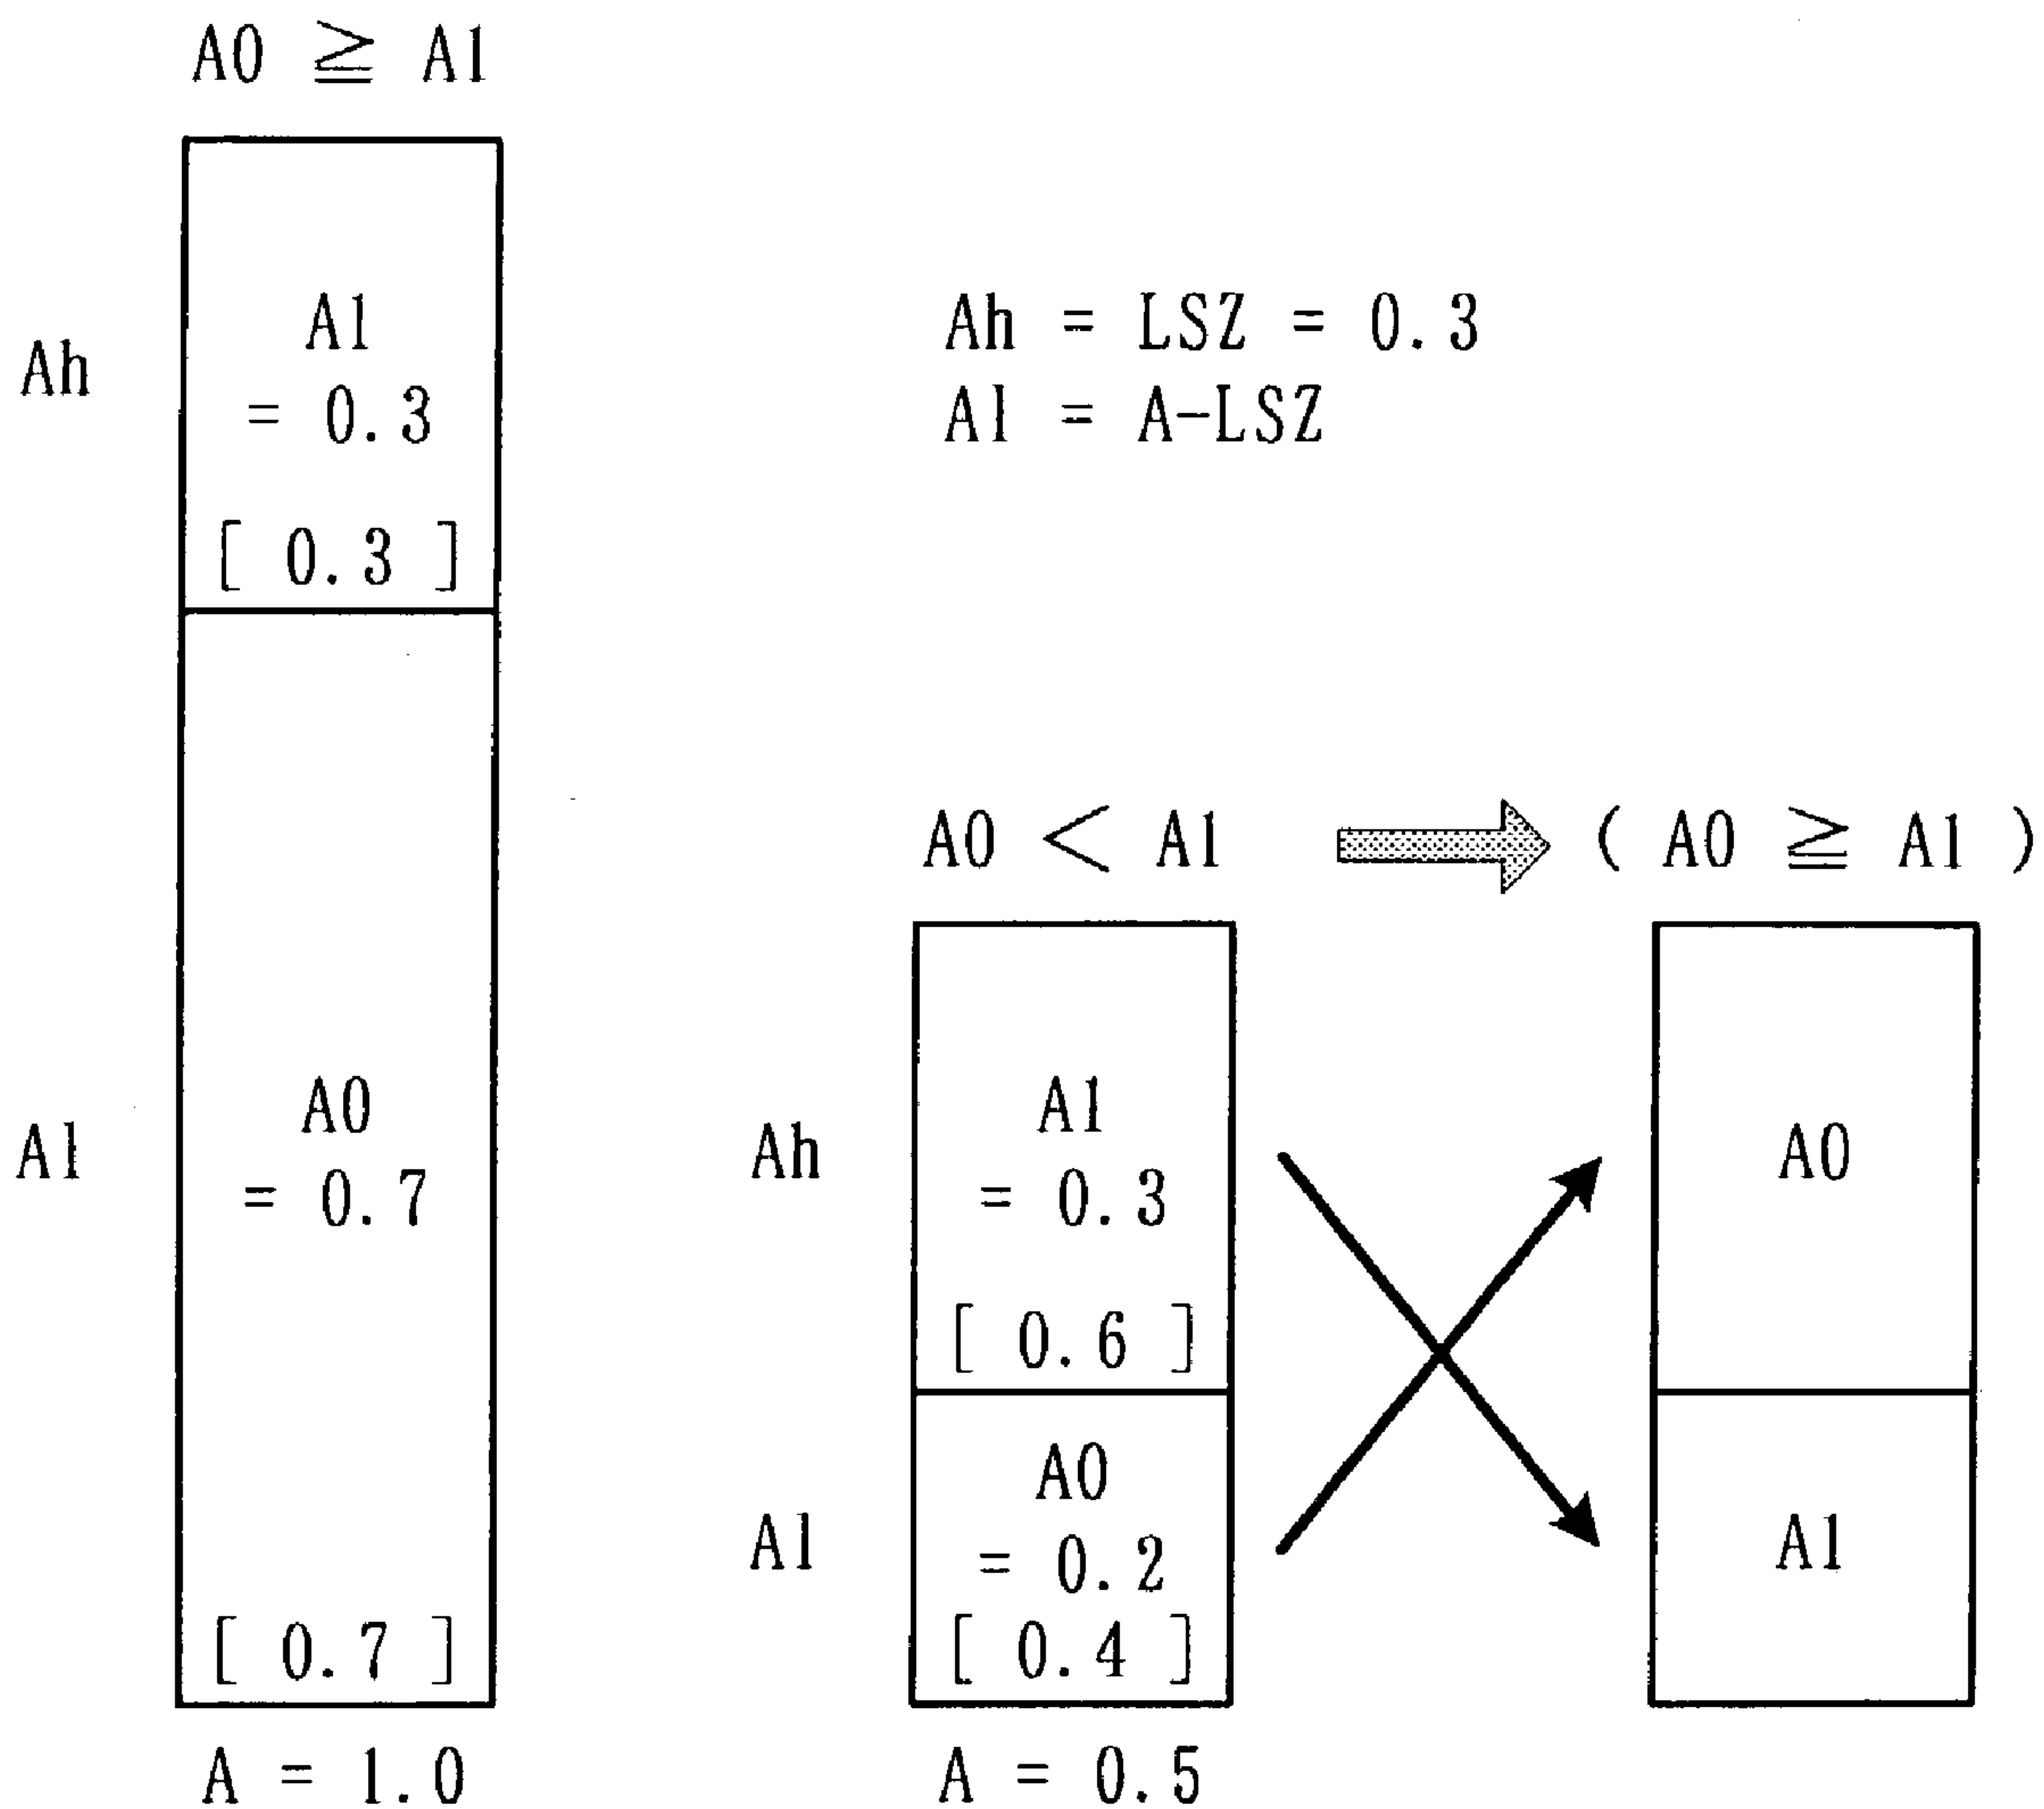 A0 ≧ A1
Ah
A1
= 0.3
[ 0.3 ]
Al
A0
= 0.7
[ 0.7 ]
A = 1.0
Ah = LSZ = 0.3
Al = A-LSZ
A0 < A1
( A0 ≧ A1 )
Ah
A1
= 0.3
[ 0.6 ]
Al
A0
= 0.2
[ 0.4 ]
A = 0.5
A0
A1